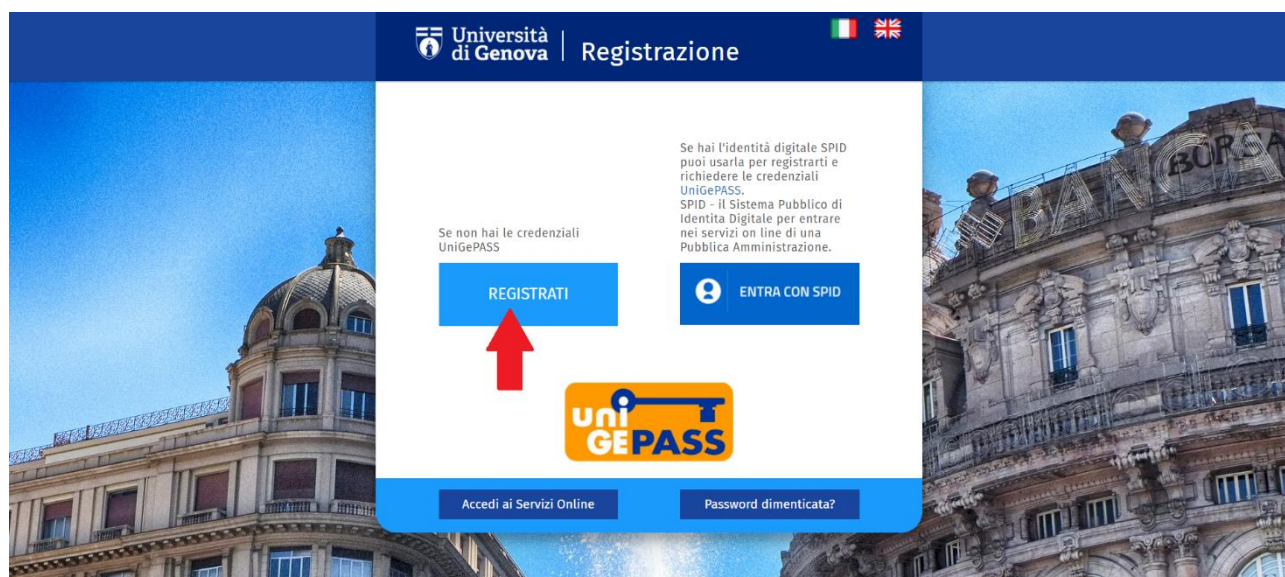 Università
di Genova
Registrazione
Se non hai le credenziali
UniGePASS
REGISTRATI
Se hai l'identità digitale SPID
puoi usarla per registrarti e
richiedere le credenziali
UniGePASS.
SPID - il Sistema Pubblico di
Identita Digitale per entrare
nei servizi on line di una
Pubblica Amministrazione.
ENTRA CON SPID
uni
GEPASS
Accedi ai Servizi Online
Password dimenticata?
BANCA
BORSA